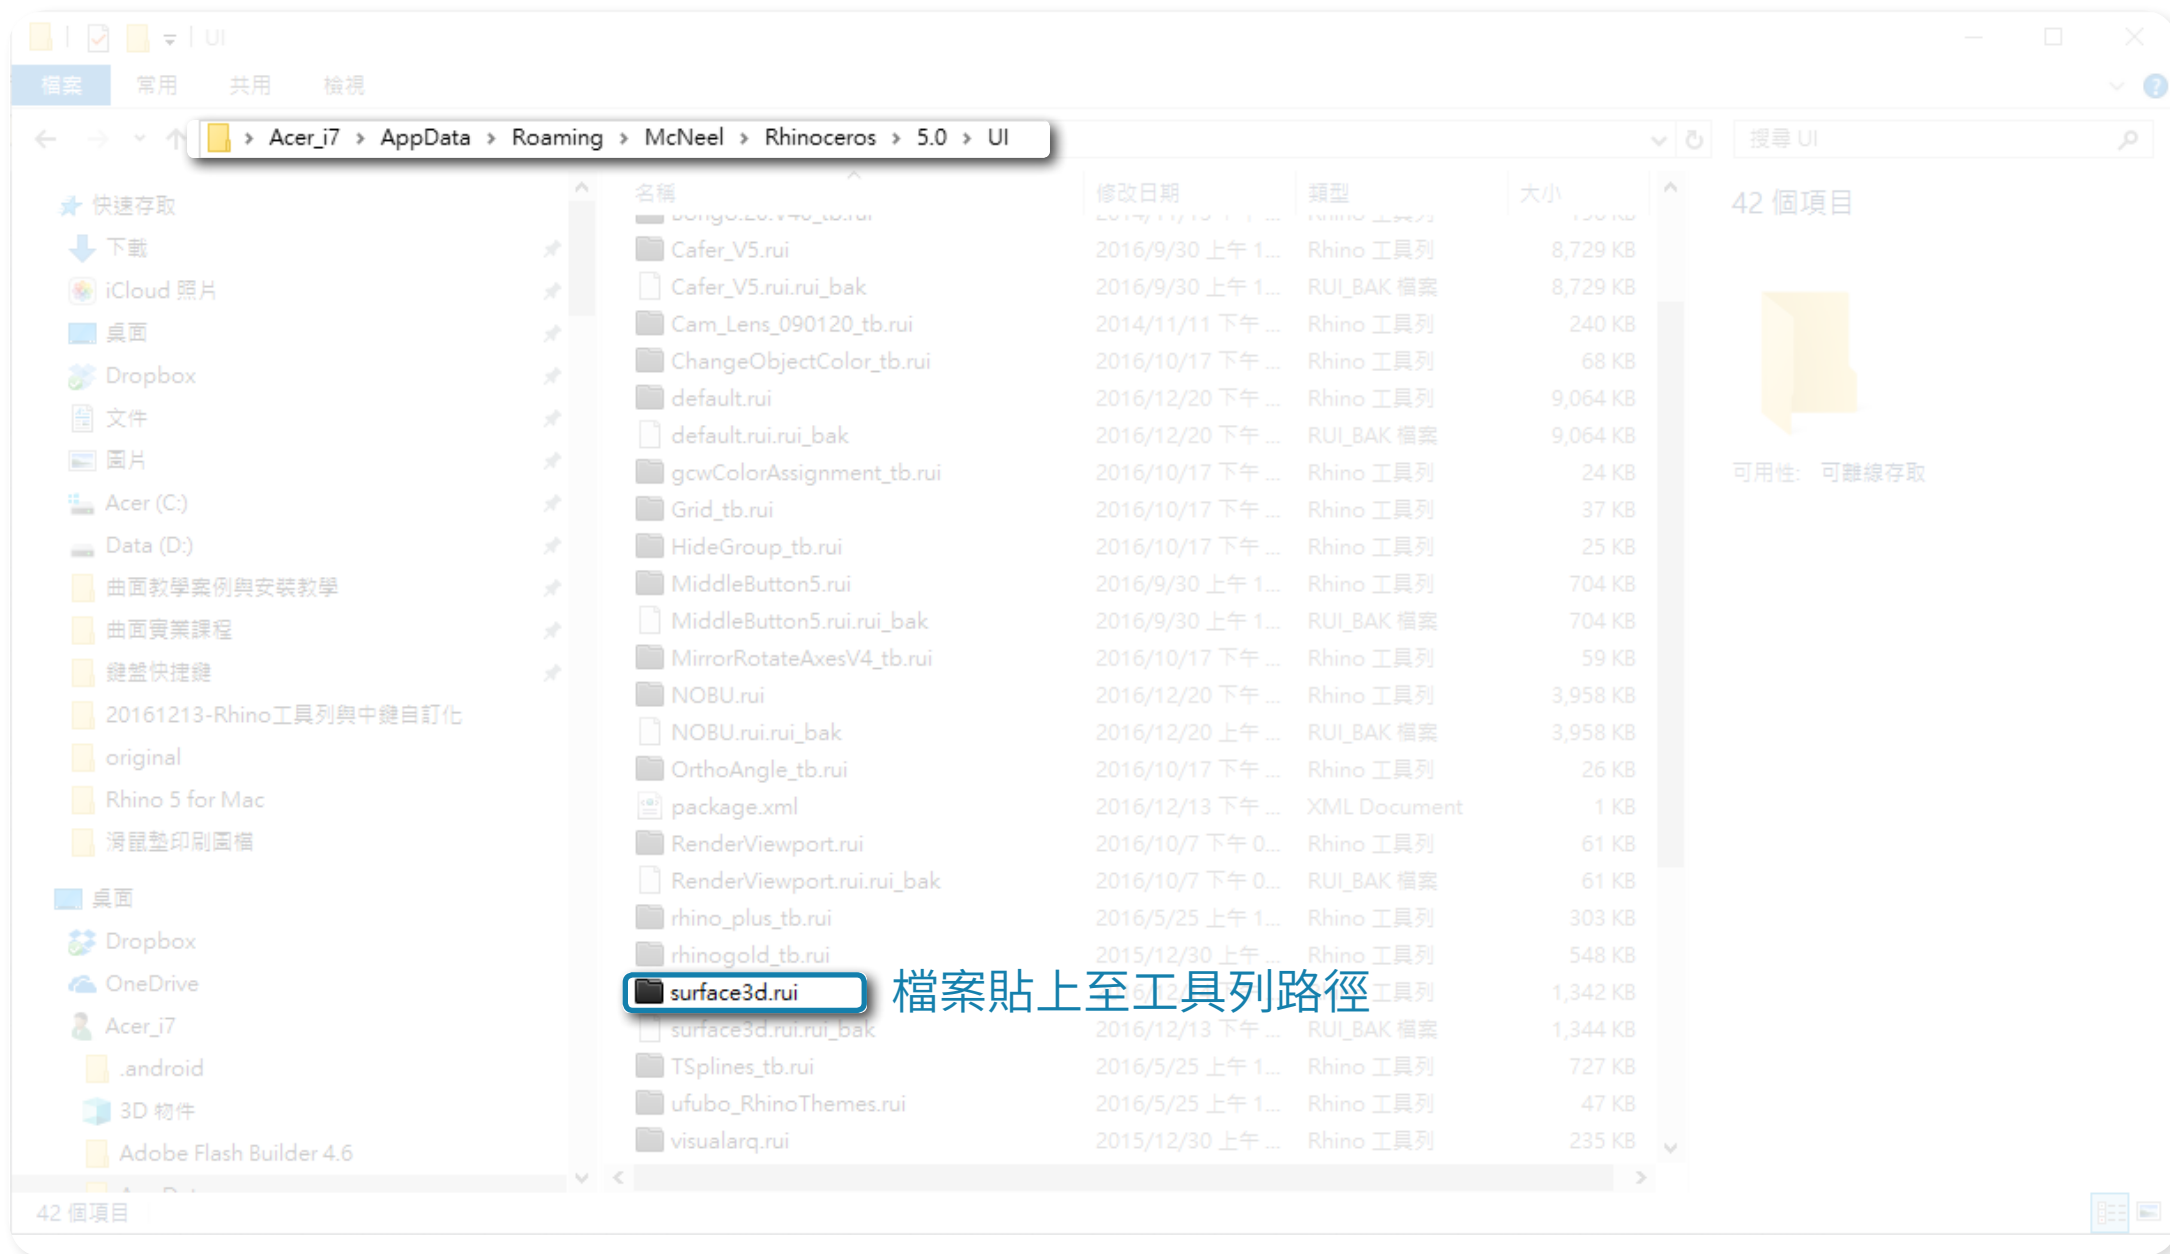 UI
檔案 常用 共用 檢視
Acer_i7 > AppData > Roaming > McNeel > Rhinoceros > 5.0 > UI
搜尋 UI
快速存取
下載
iCloud 照片
桌面
Dropbox
文件
圖片
Acer (C:)
Data (D:)
曲面教學案例與安裝教學
曲面實業課程
鍵盤快捷鍵
20161213-Rhino工具列與中鍵自訂化
original
Rhino 5 for Mac
滑鼠墊印刷圖檔
桌面
Dropbox
OneDrive
Acer_i7
.android
3D 物件
Adobe Flash Builder 4.6
名稱 修改日期 類型 大小
Cafer_V5.rui 2016/9/30 上午 1... Rhino 工具列 8,729 KB
Cafer_V5.rui.rui_bak 2016/9/30 上午 1... RUI_BAK 檔案 8,729 KB
Cam_Lens_090120_tb.rui 2014/11/11 下午 ... Rhino 工具列 240 KB
ChangeObjectColor_tb.rui 2016/10/17 下午 ... Rhino 工具列 68 KB
default.rui 2016/12/20 下午 ... Rhino 工具列 9,064 KB
default.rui.rui_bak 2016/12/20 下午 ... RUI_BAK 檔案 9,064 KB
gcwColorAssignment_tb.rui 2016/10/17 下午 ... Rhino 工具列 24 KB
Grid_tb.rui 2016/10/17 下午 ... Rhino 工具列 37 KB
HideGroup_tb.rui 2016/10/17 下午 ... Rhino 工具列 25 KB
MiddleButton5.rui 2016/9/30 上午 1... Rhino 工具列 704 KB
MiddleButton5.rui.rui_bak 2016/9/30 上午 1... RUI_BAK 檔案 704 KB
MirrorRotateAxesV4_tb.rui 2016/10/17 下午 ... Rhino 工具列 59 KB
NOBU.rui 2016/12/20 下午 ... Rhino 工具列 3,958 KB
NOBU.rui.rui_bak 2016/12/20 上午 ... RUI_BAK 檔案 3,958 KB
OrthoAngle_tb.rui 2016/10/17 下午 ... Rhino 工具列 26 KB
package.xml 2016/12/13 下午 ... XML Document 1 KB
RenderViewport.rui 2016/10/7 下午 0... Rhino 工具列 61 KB
RenderViewport.rui.rui_bak 2016/10/7 下午 0... RUI_BAK 檔案 61 KB
rhino_plus_tb.rui 2016/5/25 上午 1... Rhino 工具列 303 KB
rhinogold_tb.rui 2015/12/30 上午 ... Rhino 工具列 548 KB
surface3d.rui 檔案貼上至工具列路徑 1,342 KB
surface3d.rui.rui_bak 2016/12/13 下午 ... RUI_BAK 檔案 1,344 KB
TSplines_tb.rui 2016/5/25 上午 1... Rhino 工具列 727 KB
ufubo_RhinoThemes.rui 2016/5/25 上午 1... Rhino 工具列 47 KB
visualarq.rui 2015/12/30 上午 ... Rhino 工具列 235 KB
42 個項目
可用性: 可離線存取
42 個項目